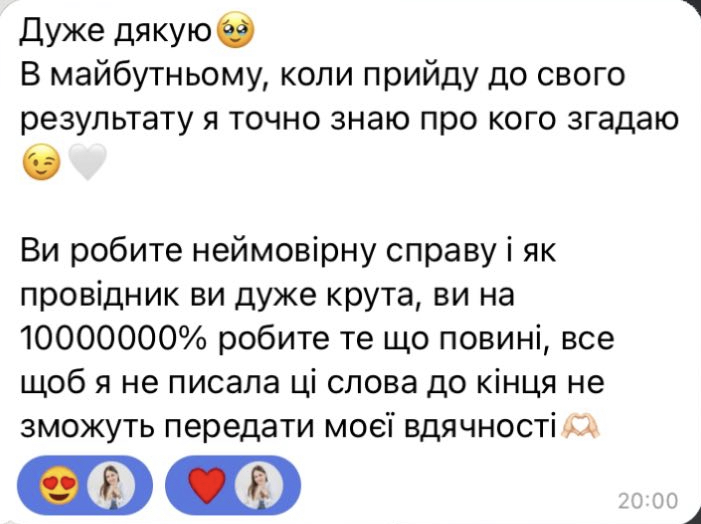 Дуже дякую🥹
В майбутньому, коли прийду до свого
результату я точно знаю про кого згадаю
😉🤍
Ви робите неймовірну справу і як
провідник ви дуже крута, ви на
10000000% робите те що повині, все
щоб я не писала ці слова до кінця не
зможуть передати моєї вдячності🫶🏻
😍 ❤️ 20:00